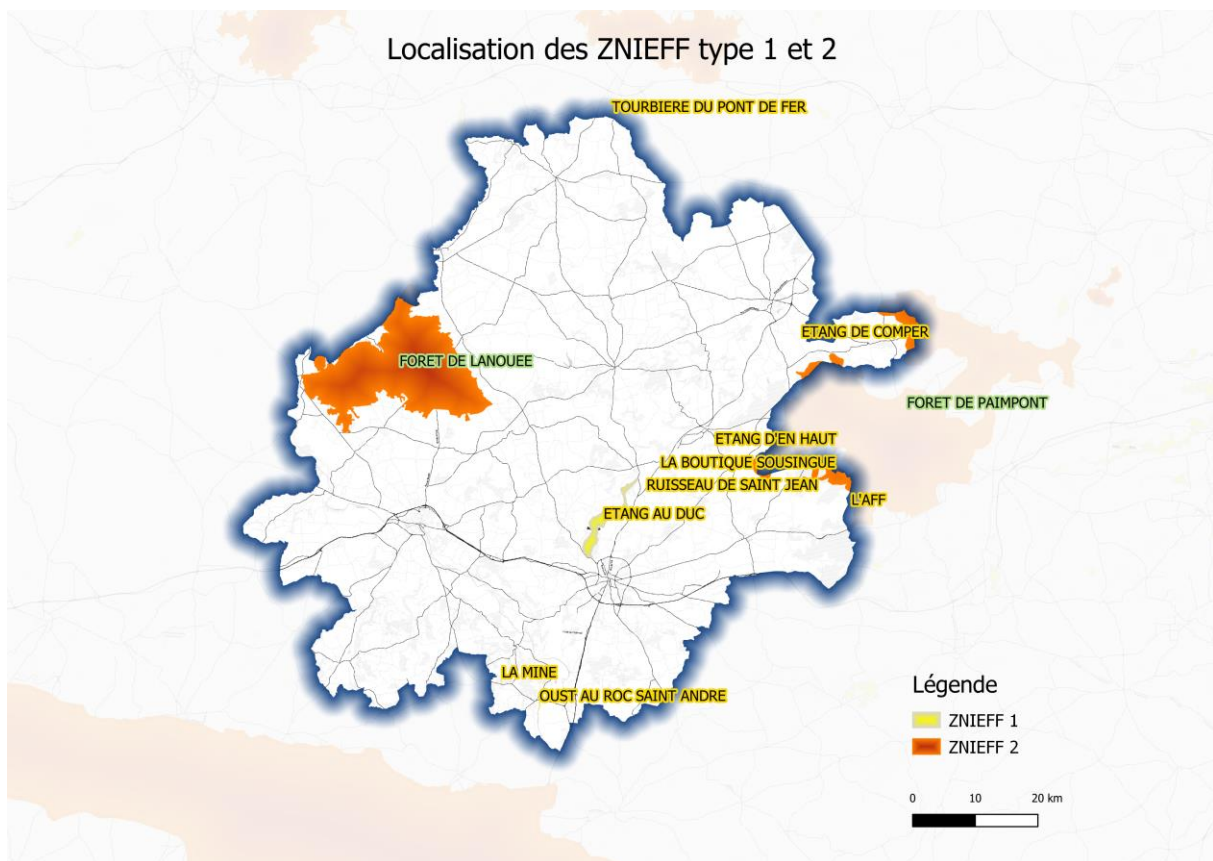 Localisation des ZNIEFF type 1 et 2
TOURBIERE DU PONT DE FER
ETANG DE COMPER
FORET DE LANOUEE
FORET DE PAIMPONT
ETANG D'EN HAUT
LA BOUTIQUE SOUSINGUE
RUISSEAU DE SAINT JEAN
L'AFF
ETANG AU DUC
LA MINE
OUST AU ROC SAINT ANDRE
Légende
ZNIEFF 1
ZNIEFF 2
0 10 20 km